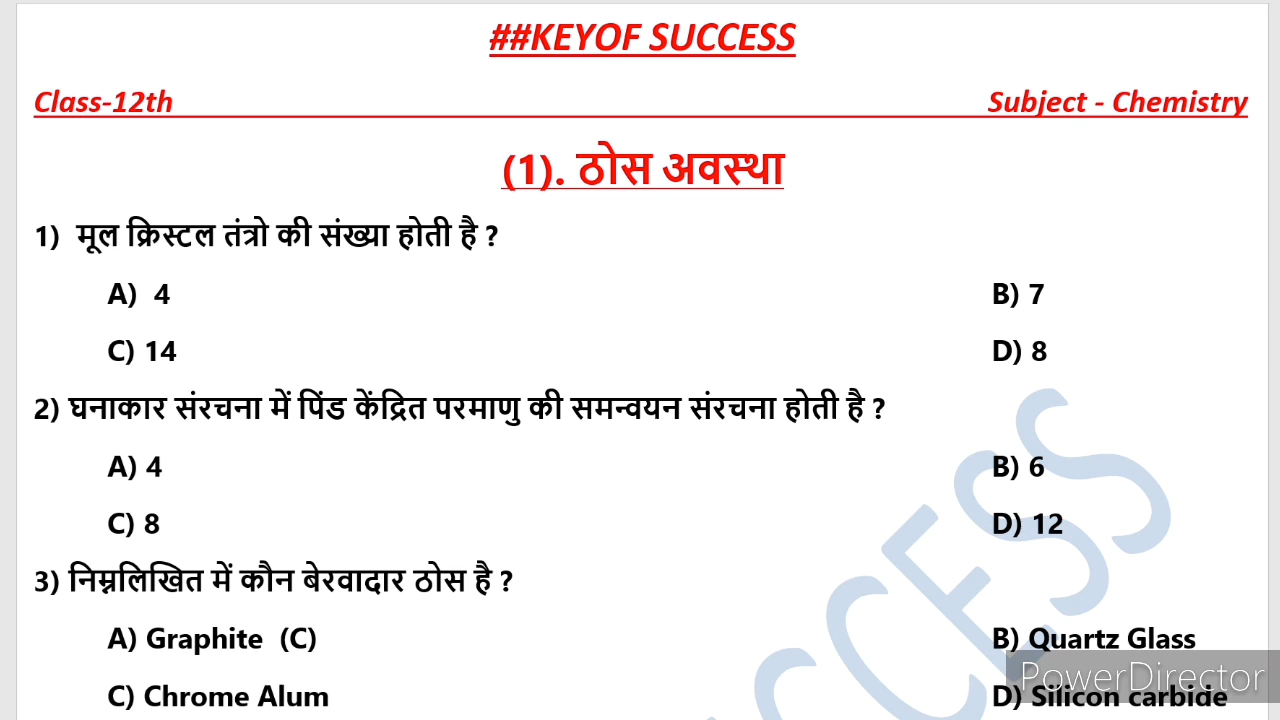 ##KEYOF SUCCESS
Class-12th Subject - Chemistry
(1). ठोस अवस्था
1) मूल क्रिस्टल तंत्रो की संख्या होती है ?
A) 4 B) 7
C) 14 D) 8
2) घनाकार संरचना में पिंड केंद्रित परमाणु की समन्वयन संरचना होती है ?
A) 4 B) 6
C) 8 D) 12
3) निम्नलिखित में कौन बेरवादार ठोस है ?
A) Graphite (C) B) Quartz Glass
C) Chrome Alum D) Silicon carbide
CCESS
PowerDirector